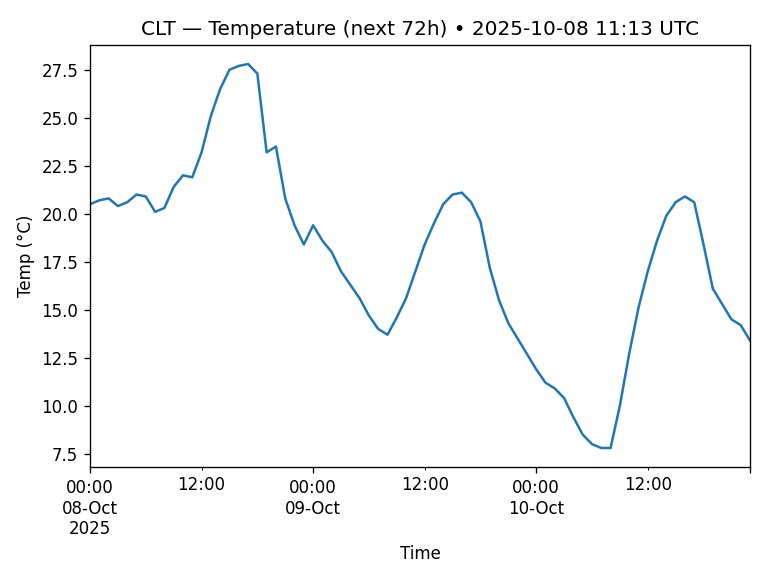 CLT — Temperature (next 72h) • 2025-10-08 11:13 UTC
27.5
25.0
22.5
20.0
17.5
15.0
12.5
10.0
7.5
Temp (°C)
00:00 12:00 00:00 12:00 00:00 12:00
08-Oct 09-Oct 10-Oct
2025
Time